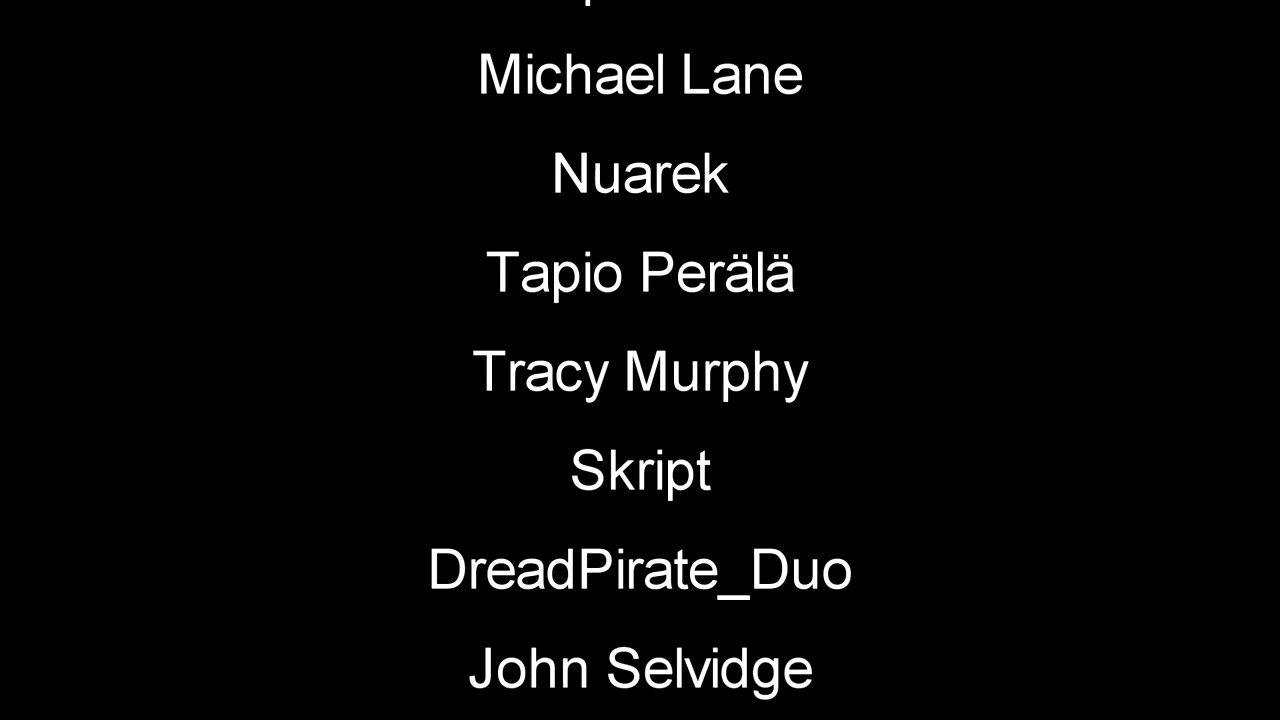 Michael Lane
Nuarek
Tapio Perälä
Tracy Murphy
Skript
DreadPirate_Duo
John Selvidge